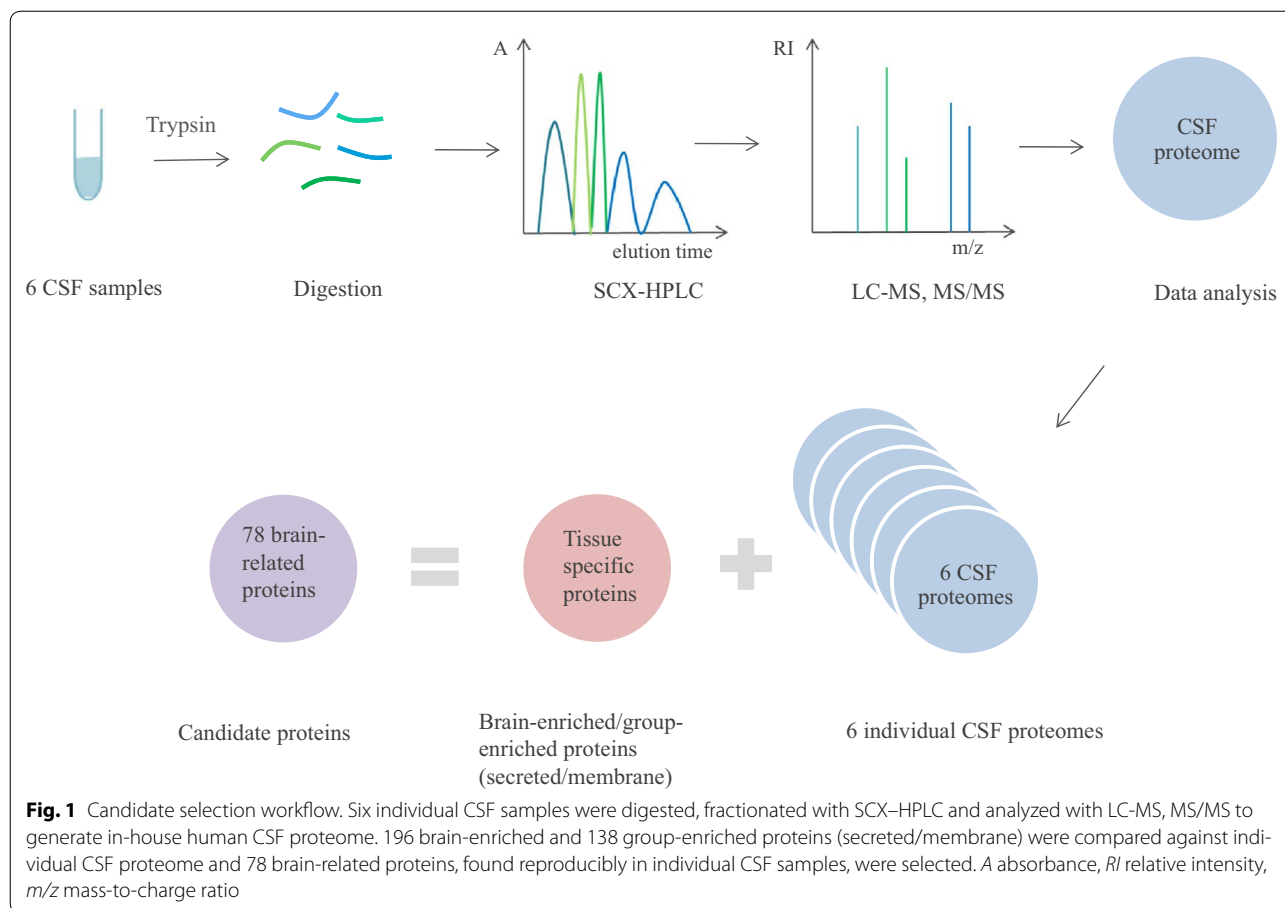 A
RI
Trypsin
CSF
proteome
elution time
m/z
6 CSF samples
Digestion
SCX-HPLC
LC-MS, MS/MS
Data analysis
78 brain-
related
proteins
Tissue
specific
proteins
6 CSF
proteomes
Candidate proteins
Brain-enriched/group-
enriched proteins
(secreted/membrane)
6 individual CSF proteomes
Fig. 1 Candidate selection workflow. Six individual CSF samples were digested, fractionated with SCX–HPLC and analyzed with LC-MS, MS/MS to
generate in-house human CSF proteome. 196 brain-enriched and 138 group-enriched proteins (secreted/membrane) were compared against indi-
vidual CSF proteome and 78 brain-related proteins, found reproducibly in individual CSF samples, were selected. A absorbance, RI relative intensity,
m/z mass-to-charge ratio